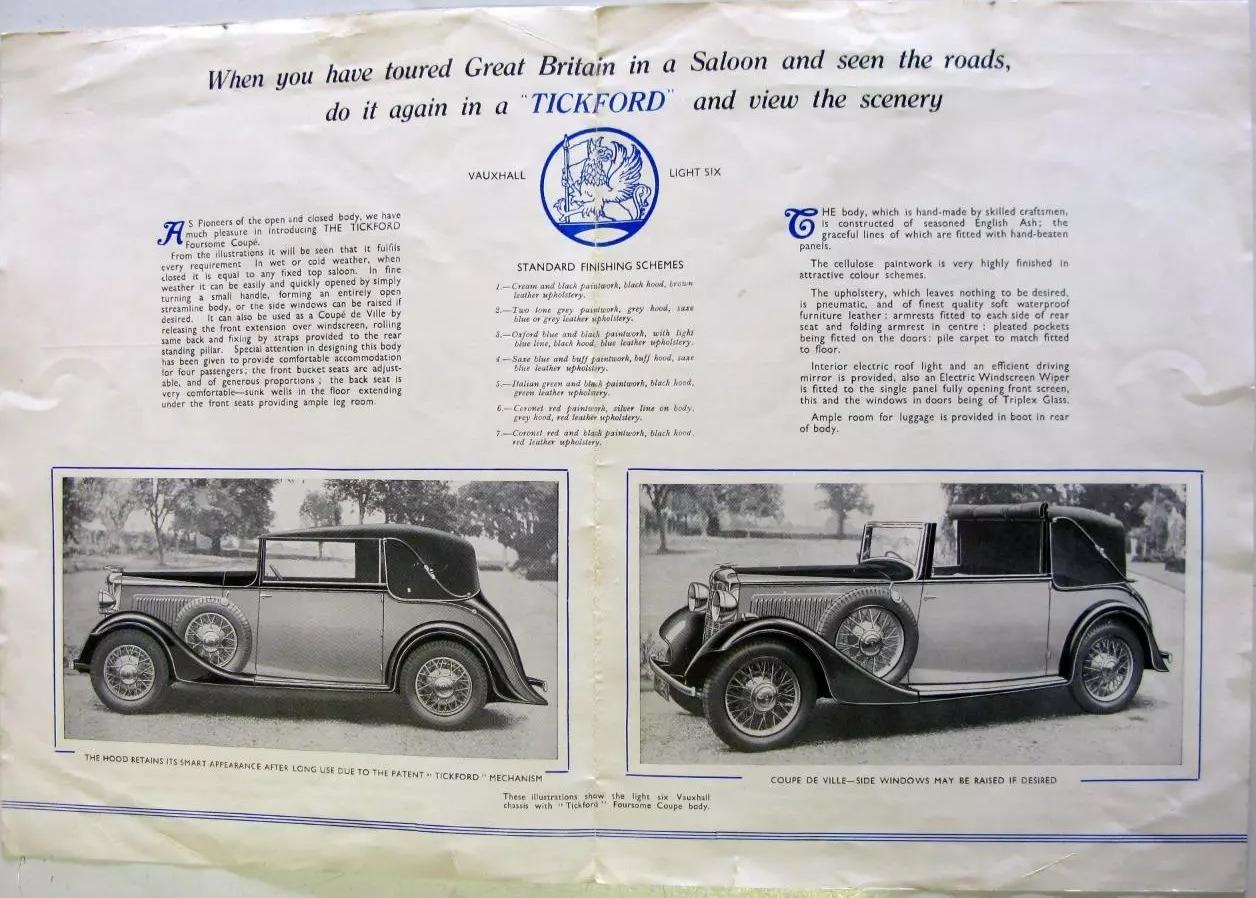 When you have toured Great Britain in a Saloon and seen the roads,
do it again in a "TICKFORD" and view the scenery
VAUXHALL LIGHT SIX
AS Pioneers of the open and closed body, we have
much pleasure in introducing THE TICKFORD
Foursome Coupé.
From the illustrations it will be seen that it fulfils
every requirement In wet or cold weather, when
closed it is equal to any fixed top saloon. In fine
weather it can be easily and quickly opened by simply
turning a small handle, forming an entirely open
streamline body, or the side windows can be raised if
desired. It can also be used as a Coupé de Ville by
releasing the front extension over windscreen, rolling
same back and fixing by straps provided to the rear
standing pillar. Special attention in designing this body
has been given to provide comfortable accommodation
for four passengers; the front bucket seats are adjust-
able, and of generous proportions; the back seat is
very comfortable—sunk wells in the floor extending
under the front seats providing ample leg room.
STANDARD FINISHING SCHEMES
1.—Cream and black paintwork, black hood, brown
leather upholstery.
2.—Two tone grey paintwork, grey hood, saxe
blue or grey leather upholstery.
3.—Oxford blue and black paintwork, with light
blue line, black hood, blue leather upholstery.
4.—Saxe blue and buff paintwork, buff hood, saxe
blue leather upholstery.
5.—Italian green and black paintwork, black hood,
green leather upholstery.
6.—Coronet red paintwork, silver line on body,
grey hood, red leather upholstery.
7.—Coronet red and black paintwork, black hood,
red leather upholstery.
THE body, which is hand-made by skilled craftsmen,
is constructed of seasoned English Ash; the
graceful lines of which are fitted with hand-beaten
panels.
The cellulose paintwork is very highly finished in
attractive colour schemes.
The upholstery, which leaves nothing to be desired,
is pneumatic, and of finest quality soft waterproof
furniture leather: armrests fitted to each side of rear
seat and folding armrest in centre: pleated pockets
being fitted on the doors: pile carpet to match fitted
to floor.
Interior electric roof light and an efficient driving
mirror is provided, also an Electric Windscreen Wiper
is fitted to the single panel fully opening front screen,
this and the windows in doors being of Triplex Glass.
Ample room for luggage is provided in boot in rear
of body.
THE HOOD RETAINS ITS SMART APPEARANCE AFTER LONG USE DUE TO THE PATENT "TICKFORD" MECHANISM
COUPE DE VILLE—SIDE WINDOWS MAY BE RAISED IF DESIRED
These illustrations show the light six Vauxhall
chassis with "Tickford" Foursome Coupe body.